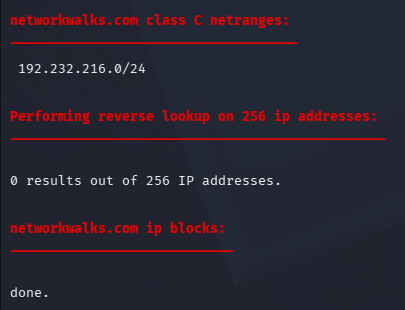 networkwalks.com class C netranges:
192.232.216.0/24
Performing reverse lookup on 256 ip addresses:
0 results out of 256 IP addresses.
networkwalks.com ip blocks:
done.